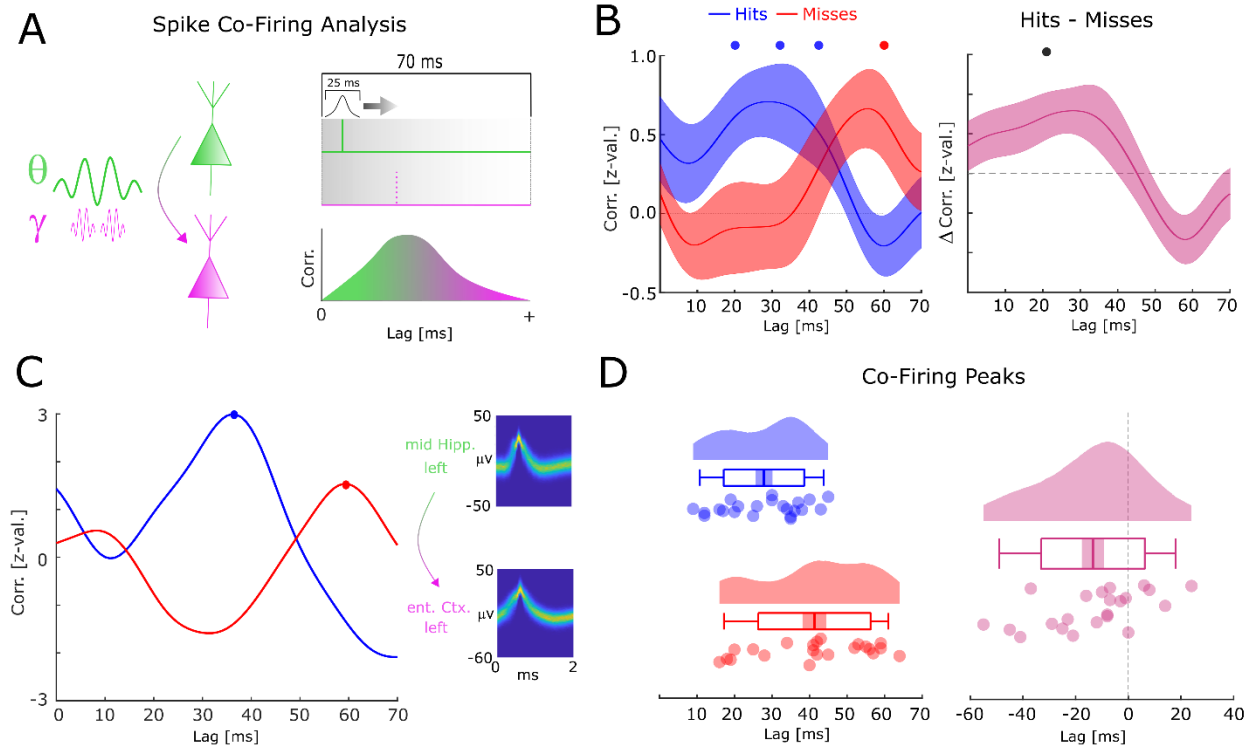 A
Spike Co-Firing Analysis
70 ms
25 ms
θ
γ
Corr.
0
+
Lag [ms]
B
Hits
Misses
1.0
0.5
0.0
-0.5
Corr. [z-val.]
0 10 20 30 40 50 60 70
Lag [ms]
Hits - Misses
Δ Corr. [z-val.]
0 10 20 30 40 50 60 70
Lag [ms]
C
3
0
-3
Corr. [z-val.]
0 10 20 30 40 50 60 70
Lag [ms]
mid Hipp.
left
50
μV
-50
ent. Ctx.
left
50
μV
-60
0 2
ms
D
Co-Firing Peaks
0 10 20 30 40 50 60 70
Lag [ms]
-60 -40 -20 0 20 40
Lag [ms]